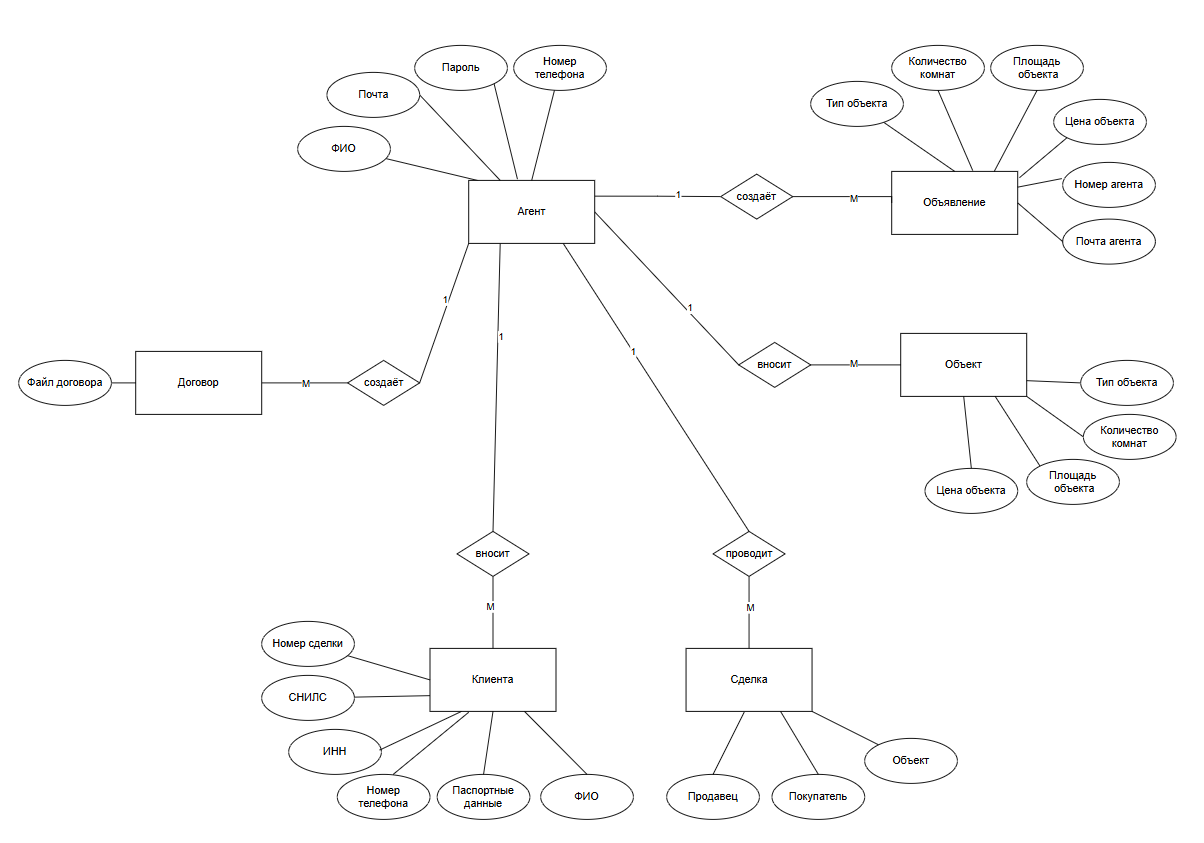 Пароль
Номер
телефона
Почта
ФИО
Количество
комнат
Площадь
объекта
Тип объекта
Цена объекта
Номер агента
Почта агента
Агент
1
создаёт
М
Объявление
1
вносит
М
Объект
Тип объекта
Количество
комнат
Площадь
объекта
Цена объекта
Файл договора
Договор
М
создаёт
1
1
вносит
М
Клиента
1
проводит
М
Сделка
Номер сделки
СНИЛС
ИНН
Номер
телефона
Паспортные
данные
ФИО
Продавец
Покупатель
Объект